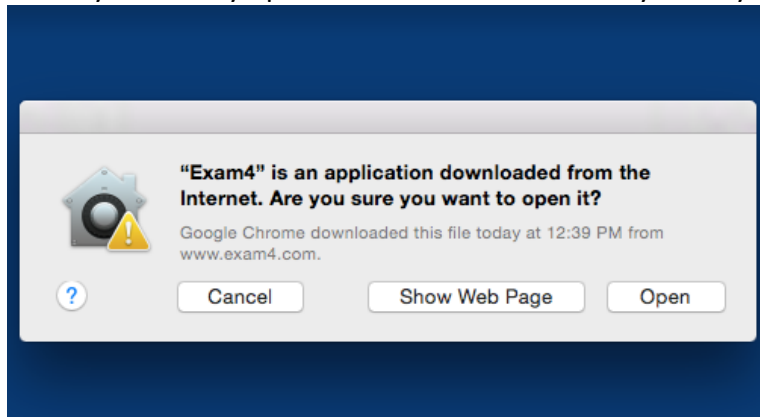 “Exam4” is an application downloaded from the
Internet. Are you sure you want to open it?
Google Chrome downloaded this file today at 12:39 PM from
www.exam4.com.
?
Cancel
Show Web Page
Open